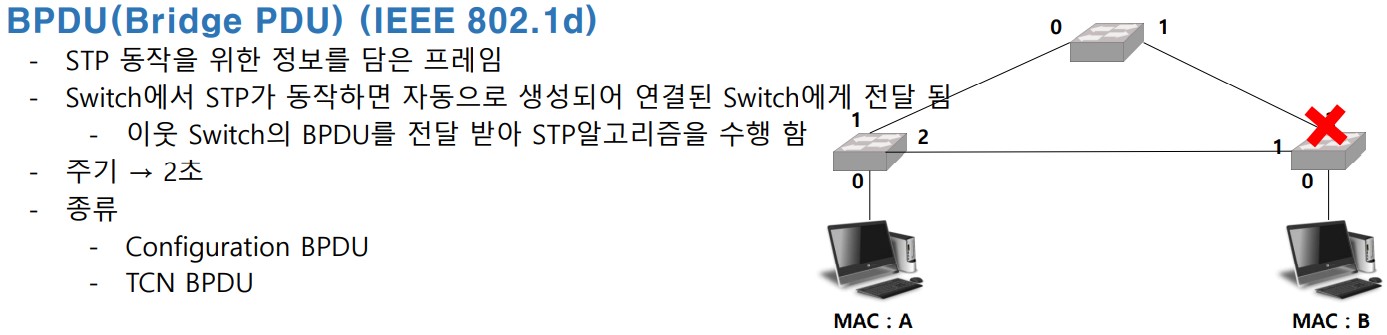 BPDU(Bridge PDU) (IEEE 802.1d)
- STP 동작을 위한 정보를 담은 프레임
- Switch에서 STP가 동작하면 자동으로 생성되어 연결된 Switch에게 전달 됨
- 이웃 Switch의 BPDU를 전달 받아 STP알고리즘을 수행 함
- 주기 → 2초
- 종류
- Configuration BPDU
- TCN BPDU
0 1
1 2
0
1
0
MAC : A
MAC : B